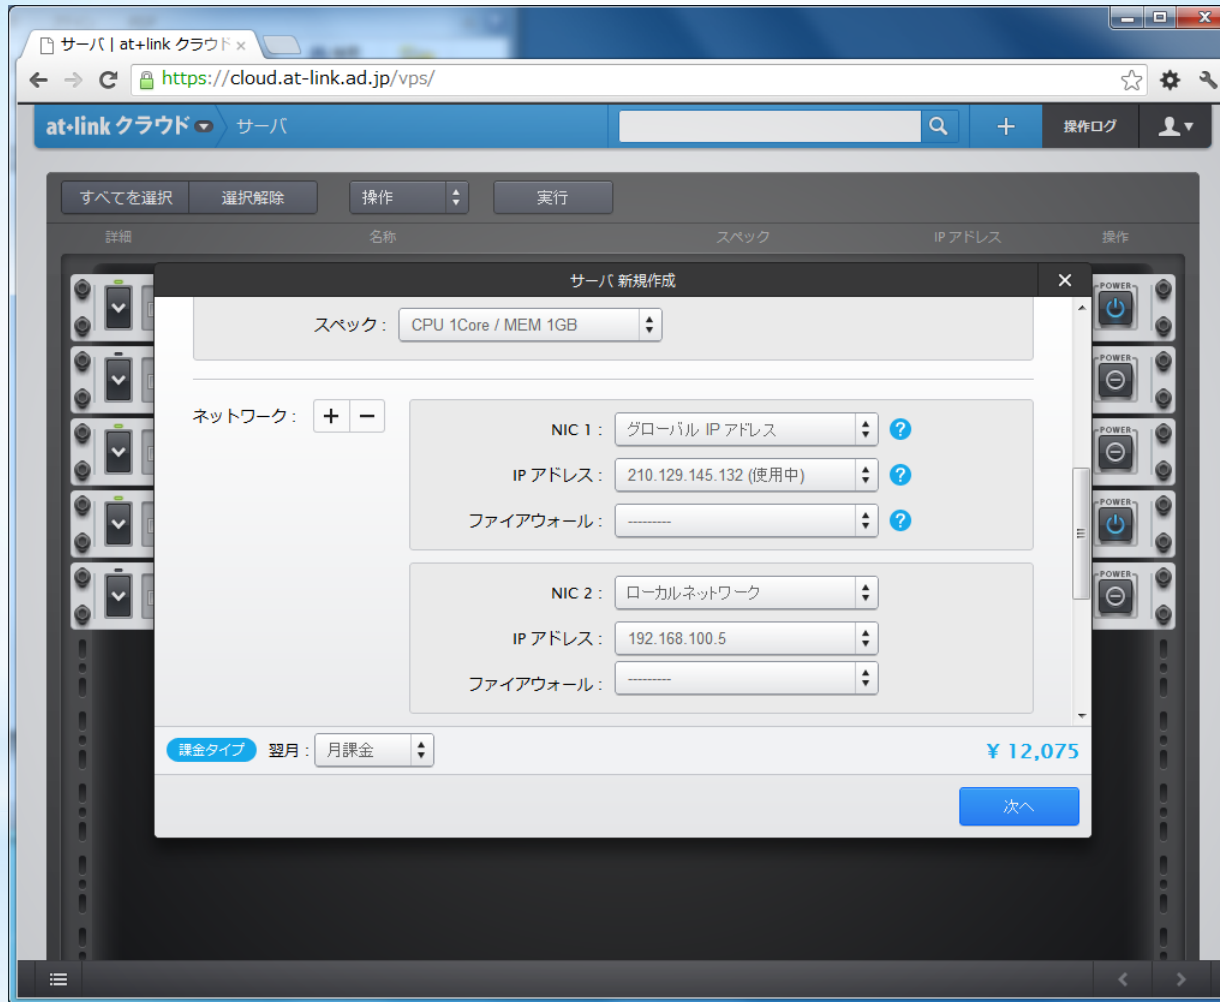 サーバ | at+link クラウド ×
https://cloud.at-link.ad.jp/vps/
at+link クラウド サーバ
操作ログ
すべてを選択 選択解除 操作 実行
詳細 名称 スペック IP アドレス 操作
サーバ 新規作成 ×
POWER
スペック : CPU 1Core / MEM 1GB
POWER
ネットワーク : + −
NIC 1 : グローバル IP アドレス ?
POWER
IP アドレス : 210.129.145.132 (使用中) ?
POWER
ファイアウォール : --------- ?
POWER
NIC 2 : ローカルネットワーク
IP アドレス : 192.168.100.5
ファイアウォール : ---------
課金タイプ 翌月 : 月課金 ¥ 12,075
次へ